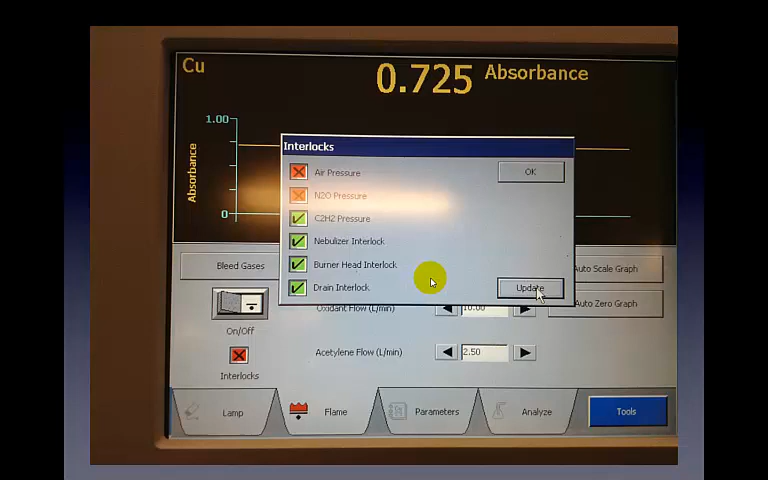 Cu
0.725 Absorbance
1.00
Absorbance
0
Interlocks
Air Pressure
N2O Pressure
C2H2 Pressure
Nebulizer Interlock
Burner Head Interlock
Drain Interlock
OK
Update
Bleed Gases
Auto Scale Graph
Auto Zero Graph
On/Off
Interlocks
Oxidant Flow (L/min)
10.00
Acetylene Flow (L/min)
2.50
Lamp
Flame
Parameters
Analyze
Tools